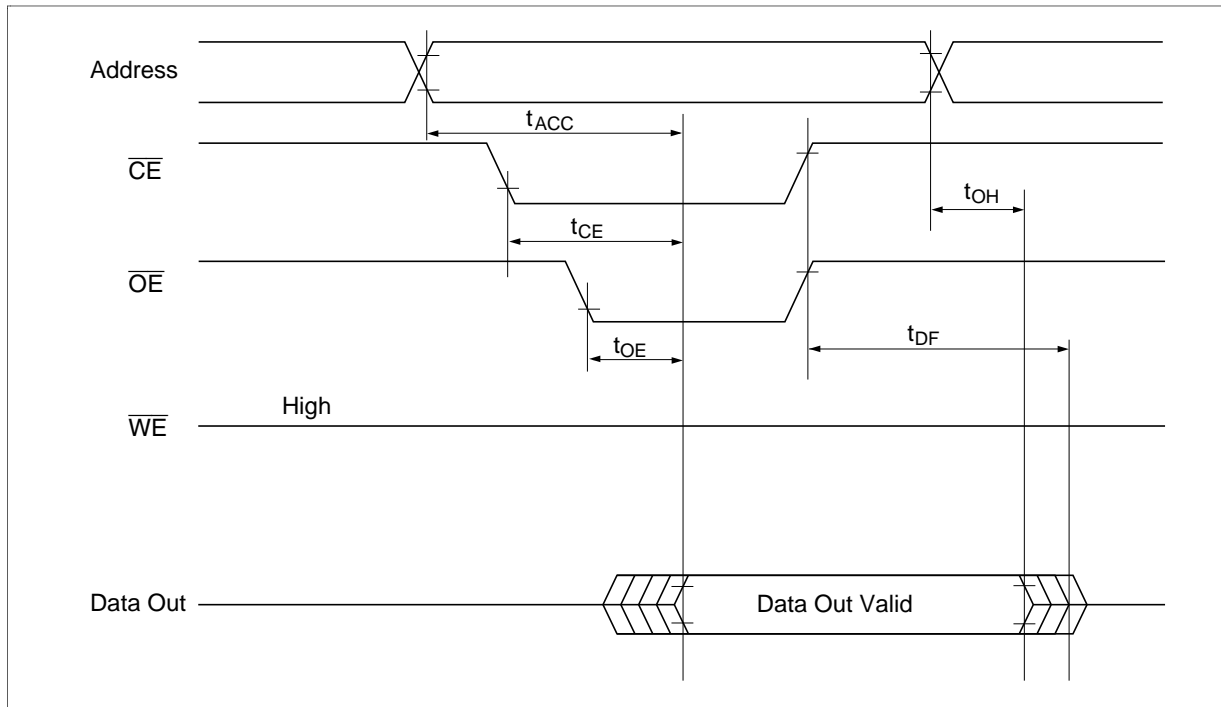 Address
tACC
CE
tOH
tCE
OE
tDF
tOE
High
WE
Data Out
Data Out Valid